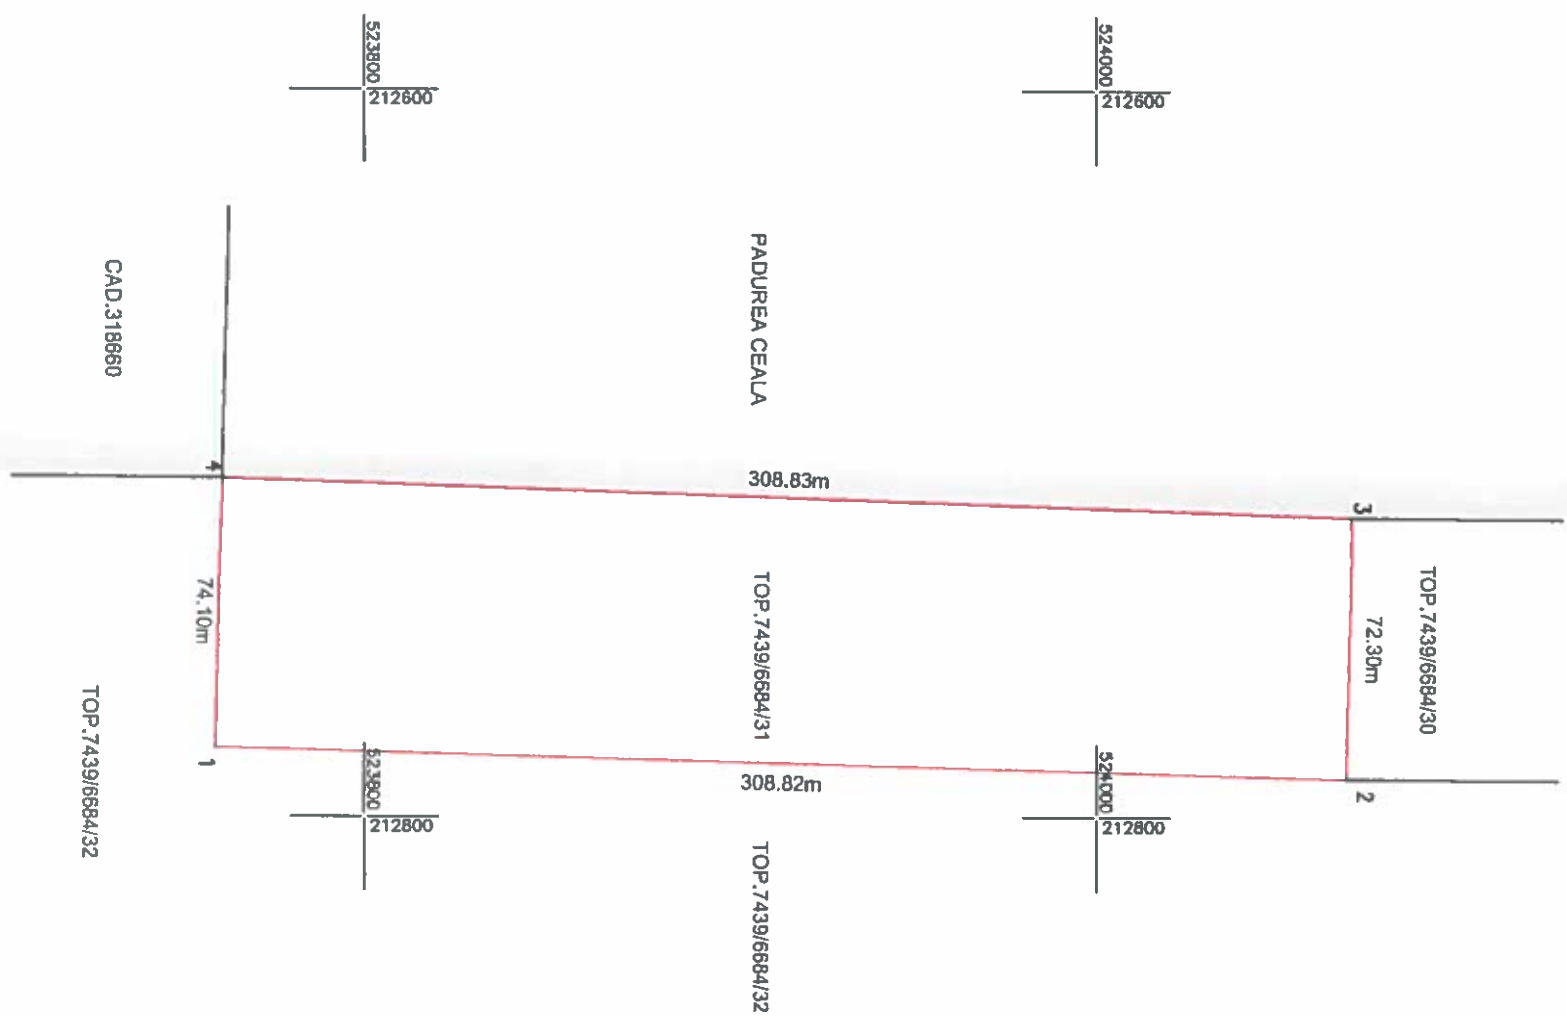 523800
212600
524000
212600
PADUREA CEALA
CAD.318660
4
308.83m
3
TOP.7439/6684/30
72.30m
74.10m
TOP.7439/6684/31
TOP.7439/6684/32
1
523800
212800
308.82m
524000
212800
2
TOP.7439/6684/32